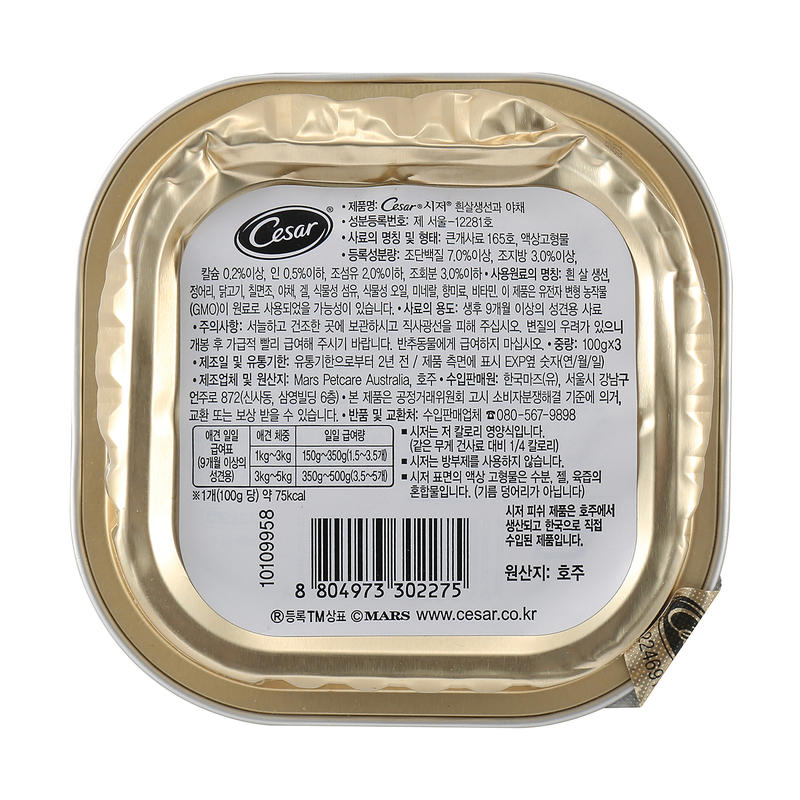 Cesar®
• 제품명: Cesar® 시저® 흰살생선과 야채
• 성분등록번호: 제 서울-12281호
• 사료의 명칭 및 형태: 큰개사료 165호, 액상고형물
• 등록성분량: 조단백질 7.0%이상, 조지방 3.0%이상,
칼슘 0.2%이상, 인 0.5%이하, 조섬유 2.0%이하, 조회분 3.0%이하 • 사용원료의 명칭: 흰 살 생선,
정어리, 닭고기, 칠면조, 야채, 겔, 식물성 섬유, 식물성 오일, 미네랄, 향미료, 비타민. 이 제품은 유전자 변형 농작물
(GMO)이 원료로 사용되었을 가능성이 있습니다. • 사료의 용도: 생후 9개월 이상의 성견용 사료
• 주의사항: 서늘하고 건조한 곳에 보관하시고 직사광선을 피해 주십시오. 변질의 우려가 있으니
개봉 후 가급적 빨리 급여해 주시기 바랍니다. 반추동물에게 급여하지 마십시오. • 중량: 100g×3
• 제조일 및 유통기한: 유통기한으로부터 2년 전 / 제품 측면에 표시 EXP옆 숫자(연/월/일)
• 제조업체 및 원산지: Mars Petcare Australia, 호주 • 수입판매원: 한국마즈(유), 서울시 강남구
언주로 872(신사동, 삼영빌딩 6층) • 본 제품은 공정거래위원회 고시 소비자분쟁해결 기준에 의거,
교환 또는 보상 받을 수 있습니다. • 반품 및 교환처: 수입판매업체 ☎080-567-9898
애견 일일 급여표 (9개월 이상의 성견용) 애견 체중 일일 급여량
1kg~3kg 150g~350g(1.5~3.5개)
3kg~5kg 350g~500g(3.5~5개)
※1개(100g 당) 약 75kcal
■ 시저는 저 칼로리 영양식입니다.
(같은 무게 건사료 대비 1/4 칼로리)
■ 시저는 방부제를 사용하지 않습니다.
■ 시저 표면의 액상 고형물은 수분, 젤, 육즙의
혼합물입니다. (기름 덩어리가 아닙니다)
시저 피쉬 제품은 호주에서
생산되고 한국으로 직접
수입된 제품입니다.
원산지: 호주
10109958
8 804973 302275
®등록TM상표 ©MARS www.cesar.co.kr
22469